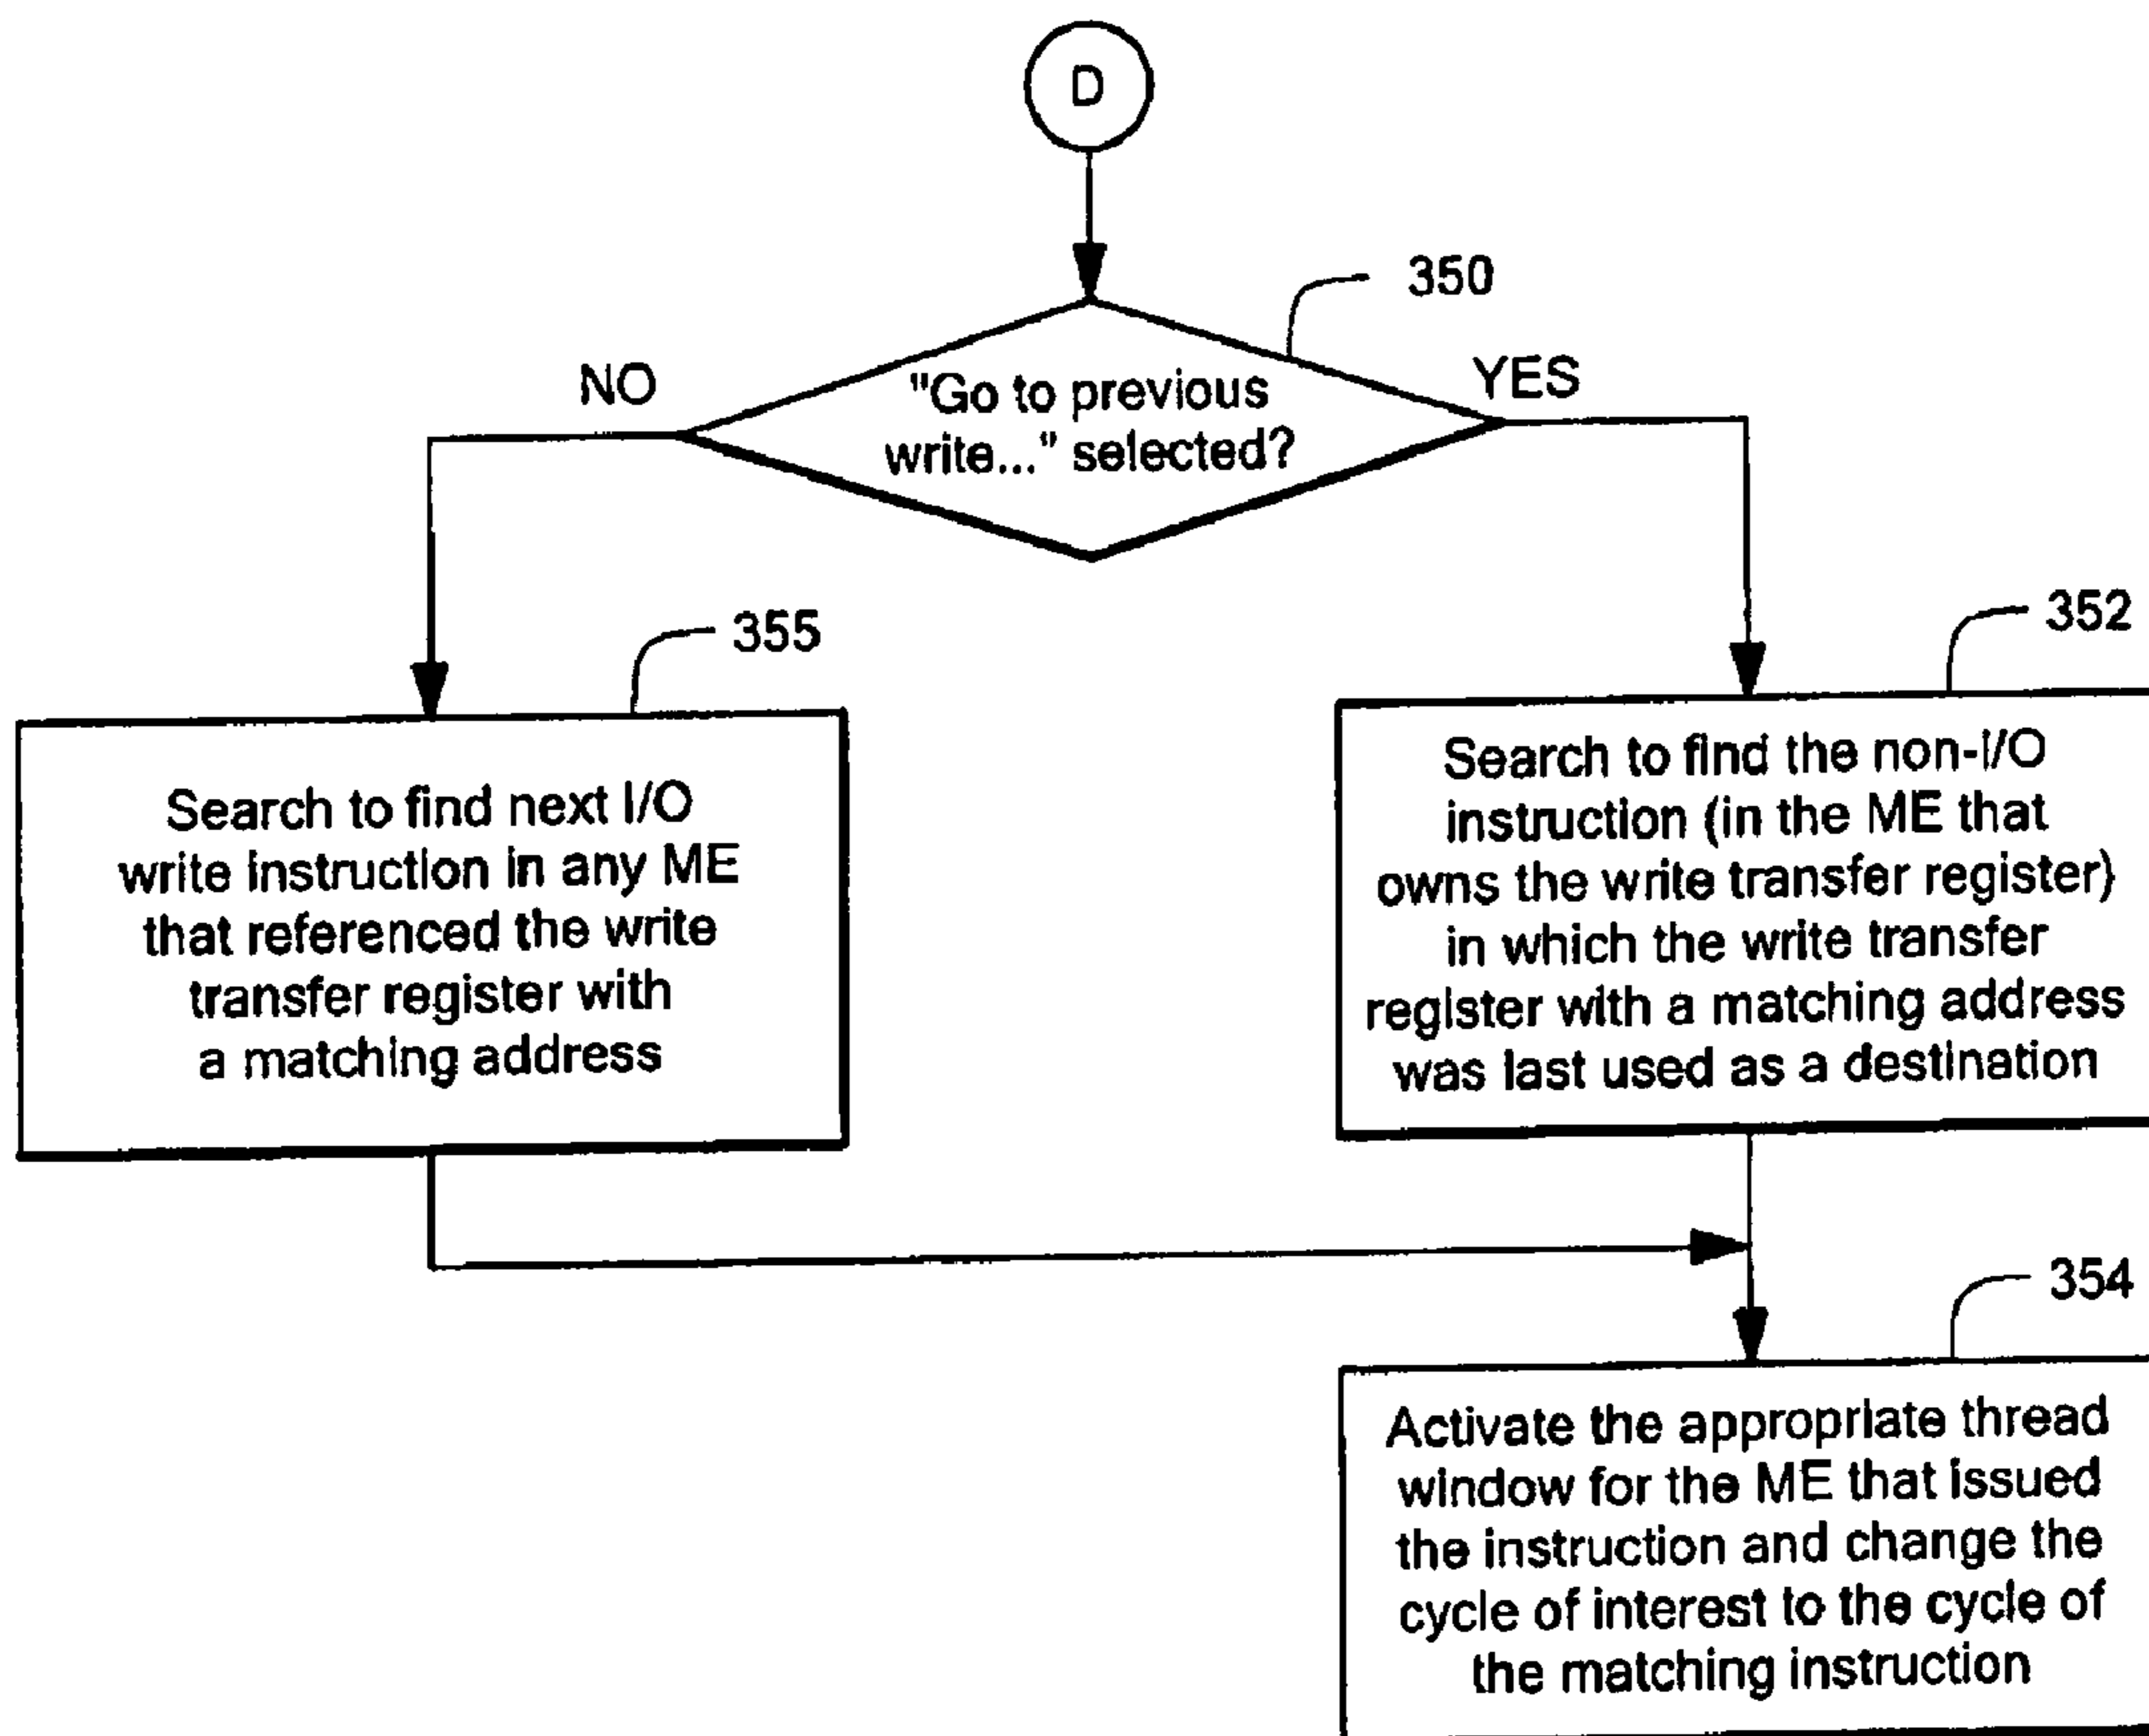 D
350
NO
"Go to previous
write..." selected?
YES
355
352
Search to find next I/O
write instruction in any ME
that referenced the write
transfer register with
a matching address
Search to find the non-I/O
instruction (in the ME that
owns the write transfer register)
in which the write transfer
register with a matching address
was last used as a destination
354
Activate the appropriate thread
window for the ME that issued
the instruction and change the
cycle of interest to the cycle of
the matching instruction